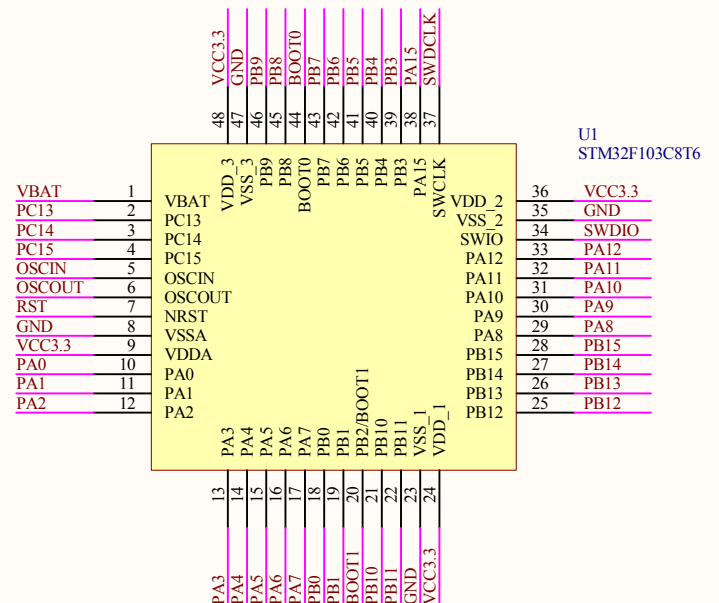 VCC3.3
GND
PB9
PB8
BOOT0
PB7
PB6
PB5
PB4
PB3
PA15
SWDCLK
48
47
46
45
44
43
42
41
40
39
38
37
U1
STM32F103C8T6
VDD_3
VSS_3
PB9
PB8
BOOT0
PB7
PB6
PB5
PB4
PB3
PA15
SWCLK
VBAT 1 VBAT
PC13 2 PC13
PC14 3 PC14
PC15 4 PC15
OSCIN 5 OSCIN
OSCOUT 6 OSCOUT
RST 7 NRST
GND 8 VSSA
VCC3.3 9 VDDA
PA0 10 PA0
PA1 11 PA1
PA2 12 PA2
VDD_2 36 VCC3.3
VSS_2 35 GND
SWIO 34 SWDIO
PA12 33 PA12
PA11 32 PA11
PA10 31 PA10
PA9 30 PA9
PA8 29 PA8
PB15 28 PB15
PB14 27 PB14
PB13 26 PB13
PB12 25 PB12
PA3
PA4
PA5
PA6
PA7
PB0
PB1
PB2/BOOT1
PB10
PB11
VSS_1
VDD_1
13
14
15
16
17
18
19
20
21
22
23
24
PA3
PA4
PA5
PA6
PA7
PB0
PB1
BOOT1
PB10
PB11
GND
VCC3.3